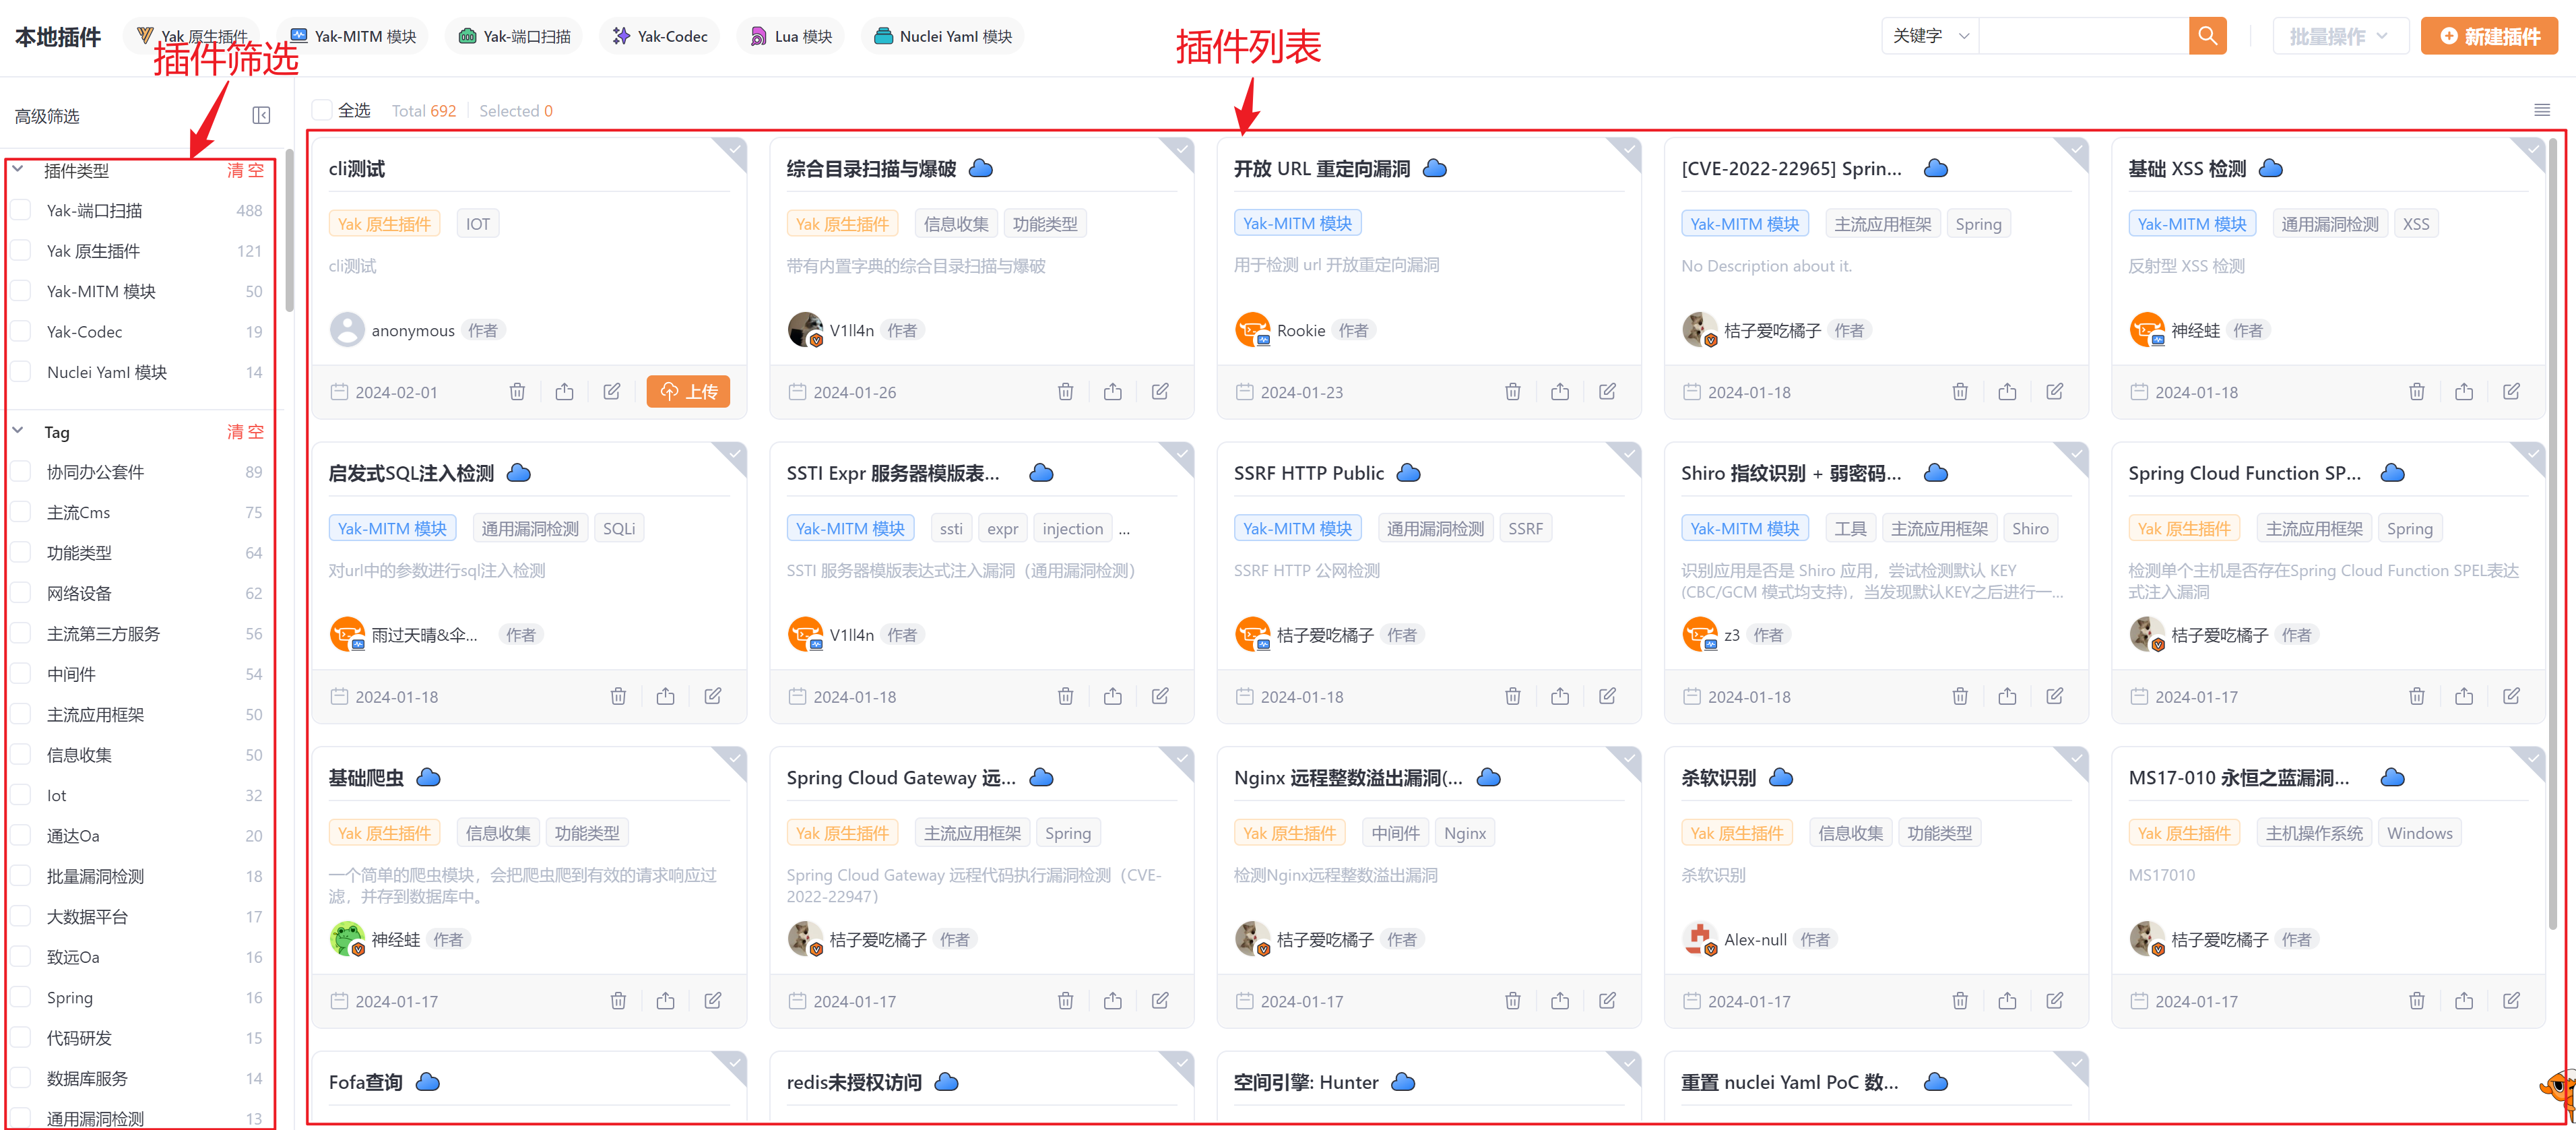 本地插件
Yak 原生插件
Yak-MITM 模块
Yak-端口扫描
Yak-Codec
Lua 模块
Nuclei Yaml 模块
关键字
批量操作
新建插件
插件筛选
插件列表
高级筛选
全选 Total 692 Selected 0
插件类型 清空
Yak-端口扫描 488
Yak 原生插件 121
Yak-MITM 模块 50
Yak-Codec 19
Nuclei Yaml 模块 14
Tag 清空
协同办公套件 89
主流Cms 75
功能类型 64
网络设备 62
主流第三方服务 56
中间件 54
主流应用框架 50
信息收集 50
Iot 32
通达Oa 20
批量漏洞检测 18
大数据平台 17
致远Oa 16
Spring 16
代码研发 15
数据库服务 14
通用漏洞检测 13
cli测试
Yak 原生插件 IOT
cli测试
anonymous 作者
2024-02-01 上传
综合目录扫描与爆破
Yak 原生插件 信息收集 功能类型
带有内置字典的综合目录扫描与爆破
V1ll4n 作者
2024-01-26
开放 URL 重定向漏洞
Yak-MITM 模块
用于检测 url 开放重定向漏洞
Rookie 作者
2024-01-23
[CVE-2022-22965] Sprin...
Yak-MITM 模块 主流应用框架 Spring
No Description about it.
桔子爱吃橘子 作者
2024-01-18
基础 XSS 检测
Yak-MITM 模块 通用漏洞检测 XSS
反射型 XSS 检测
神经蛙 作者
2024-01-18
启发式SQL注入检测
Yak-MITM 模块 通用漏洞检测 SQLi
对url中的参数进行sql注入检测
雨过天晴&伞... 作者
2024-01-18
SSTI Expr 服务器模版表...
Yak-MITM 模块 ssti expr injection ...
SSTI 服务器模版表达式注入漏洞（通用漏洞检测）
V1ll4n 作者
2024-01-18
SSRF HTTP Public
Yak-MITM 模块 通用漏洞检测 SSRF
SSRF HTTP 公网检测
桔子爱吃橘子 作者
2024-01-18
Shiro 指纹识别 + 弱密码...
Yak-MITM 模块 工具 主流应用框架 Shiro
识别应用是否是 Shiro 应用，尝试检测默认 KEY
(CBC/GCM 模式均支持)，当发现默认KEY之后进行一...
z3 作者
2024-01-18
Spring Cloud Function SP...
Yak 原生插件 主流应用框架 Spring
检测单个主机是否存在Spring Cloud Function SPEL表达
式注入漏洞
桔子爱吃橘子 作者
2024-01-17
基础爬虫
Yak 原生插件 信息收集 功能类型
一个简单的爬虫模块，会把爬虫爬到有效的请求响应过
滤，并存到数据库中。
神经蛙 作者
2024-01-17
Spring Cloud Gateway 远...
Yak 原生插件 主流应用框架 Spring
Spring Cloud Gateway 远程代码执行漏洞检测（CVE-
2022-22947）
桔子爱吃橘子 作者
2024-01-17
Nginx 远程整数溢出漏洞(...
Yak 原生插件 中间件 Nginx
检测Nginx远程整数溢出漏洞
桔子爱吃橘子 作者
2024-01-17
杀软识别
Yak 原生插件 信息收集 功能类型
杀软识别
Alex-null 作者
2024-01-17
MS17-010 永恒之蓝漏洞...
Yak 原生插件 主机操作系统 Windows
MS17010
桔子爱吃橘子 作者
2024-01-17
Fofa查询
redis未授权访问
空间引擎: Hunter
重置 nuclei Yaml PoC 数...